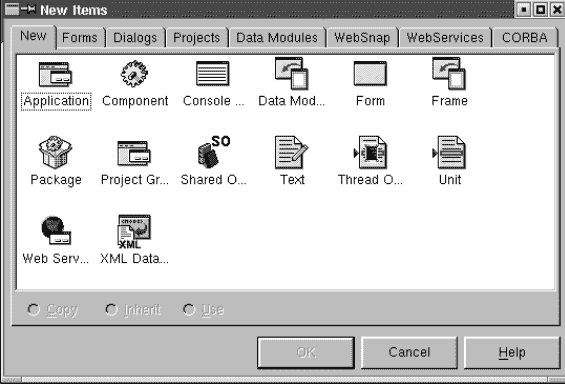 New Items
New Forms Dialogs Projects Data Modules WebSnap WebServices CORBA
Application Component Console ... Data Mod... Form Frame
SO
Package Project Gr... Shared O... Text Thread O... Unit
XML
Web Serv... XML Data...
Copy Inherit Use
OK Cancel Help